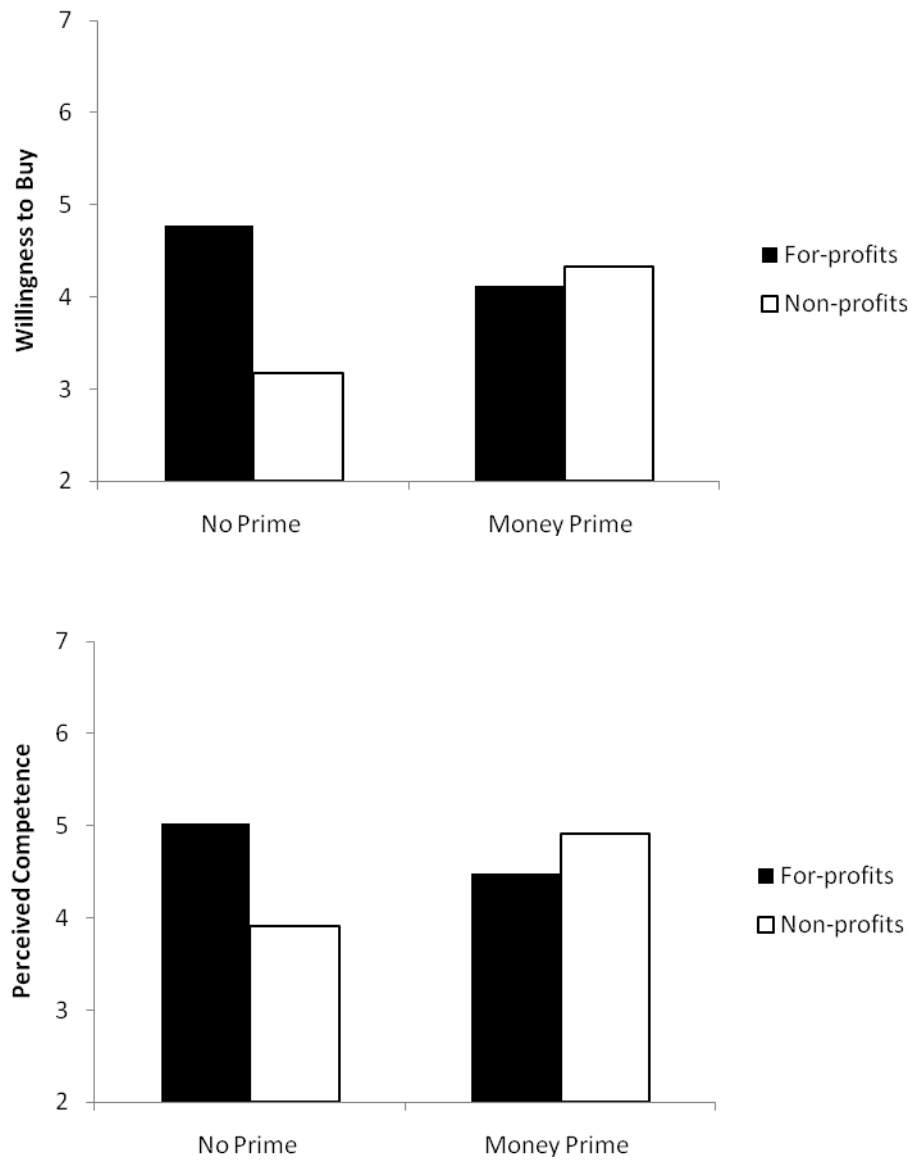 7
6
5
4
3
2
Willingness to Buy
No Prime
Money Prime
For-profits
Non-profits
7
6
5
4
3
2
Perceived Competence
No Prime
Money Prime
For-profits
Non-profits